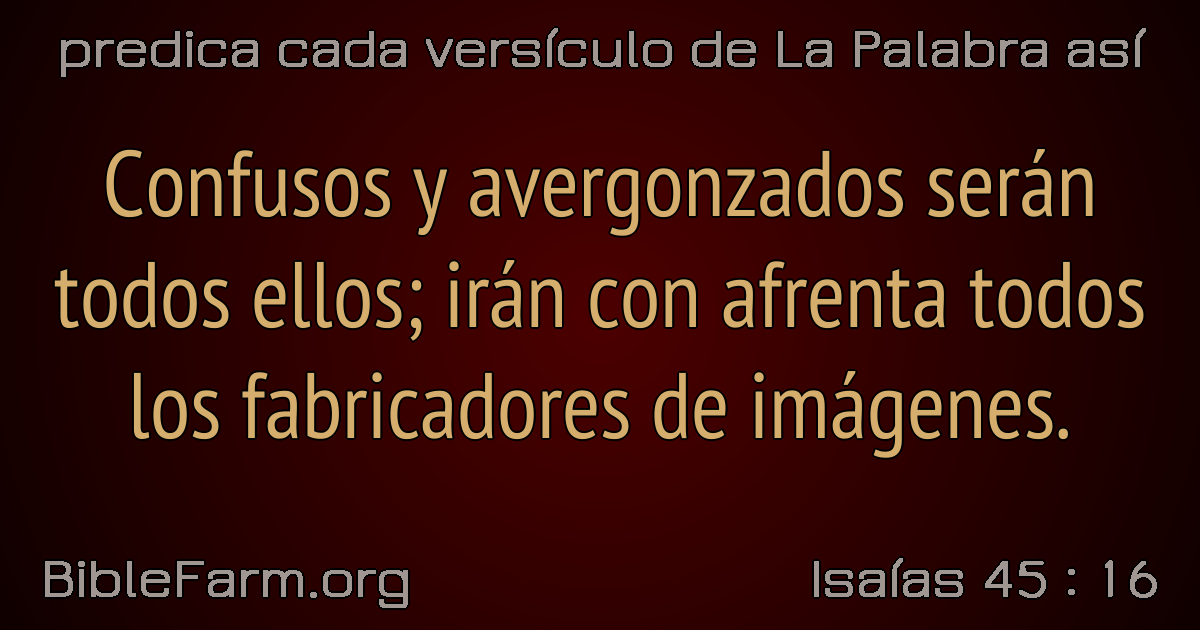 predica cada versículo de La Palabra así
Confusos y avergonzados serán
todos ellos; irán con afrenta todos
los fabricadores de imágenes.
BibleFarm.org
Isaías 45 : 16